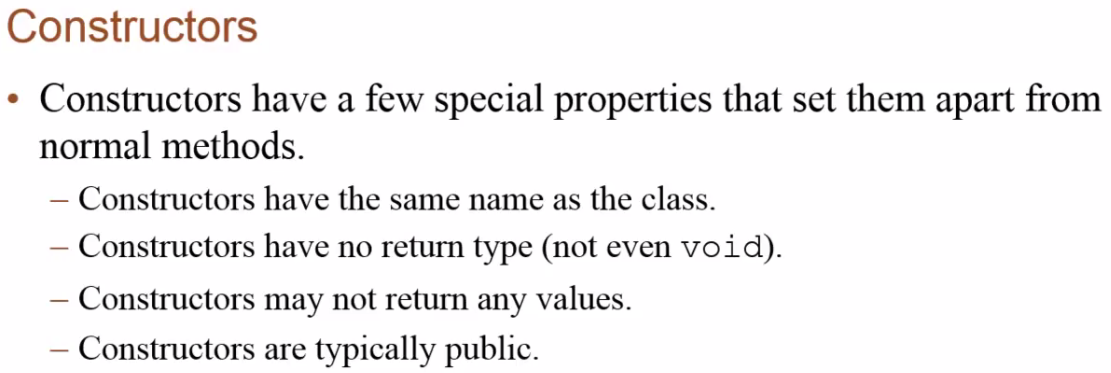 Constructors
• Constructors have a few special properties that set them apart from
normal methods.
– Constructors have the same name as the class.
– Constructors have no return type (not even void).
– Constructors may not return any values.
– Constructors are typically public.